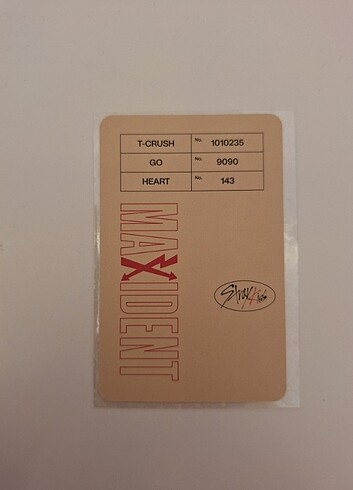 T-CRUSH No. 1010235
GO No. 9090
HEART No. 143
MAXIDENT
Stray Kids